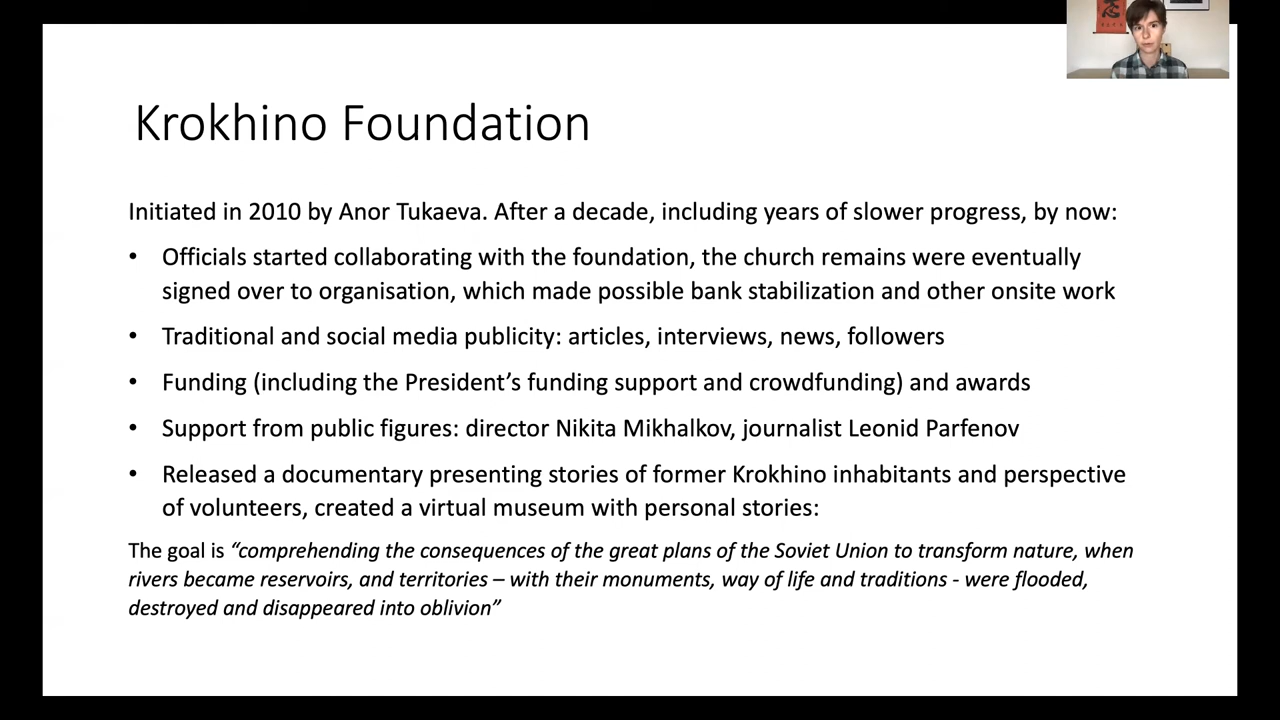 Krokhino Foundation
Initiated in 2010 by Anor Tukaeva. After a decade, including years of slower progress, by now:
• Officials started collaborating with the foundation, the church remains were eventually
signed over to organisation, which made possible bank stabilization and other onsite work
• Traditional and social media publicity: articles, interviews, news, followers
• Funding (including the President’s funding support and crowdfunding) and awards
• Support from public figures: director Nikita Mikhalkov, journalist Leonid Parfenov
• Released a documentary presenting stories of former Krokhino inhabitants and perspective
of volunteers, created a virtual museum with personal stories:
The goal is “comprehending the consequences of the great plans of the Soviet Union to transform nature, when
rivers became reservoirs, and territories – with their monuments, way of life and traditions - were flooded,
destroyed and disappeared into oblivion”